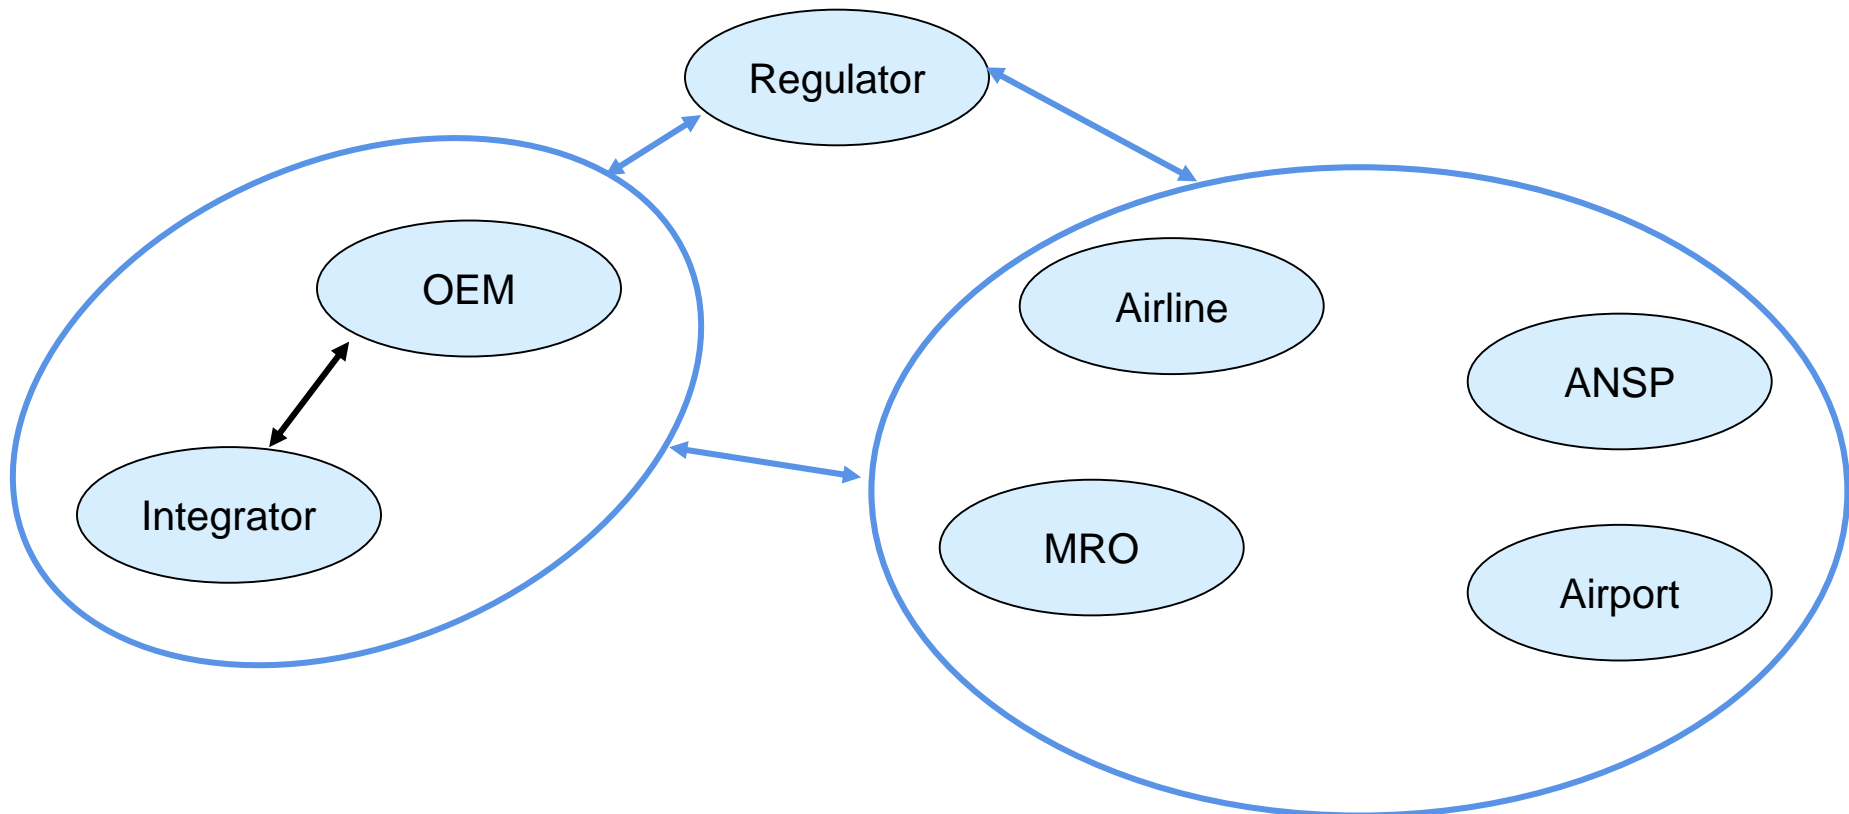 Regulator
OEM
Airline
ANSP
Integrator
MRO
Airport